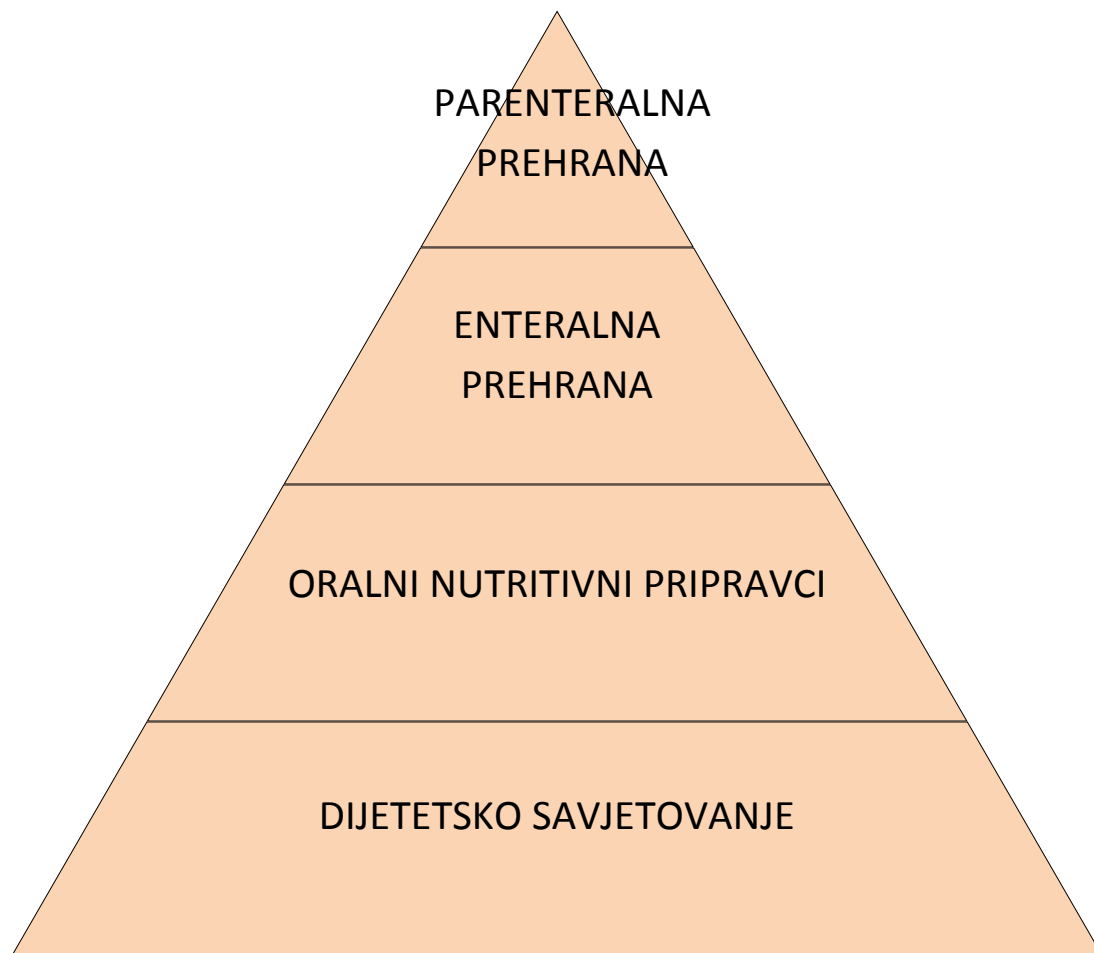 PARENTERALNA
PREHRANA
ENTERALNA
PREHRANA
ORALNI NUTRITIVNI PRIPRAVCI
DIJETETSKO SAVJETOVANJE